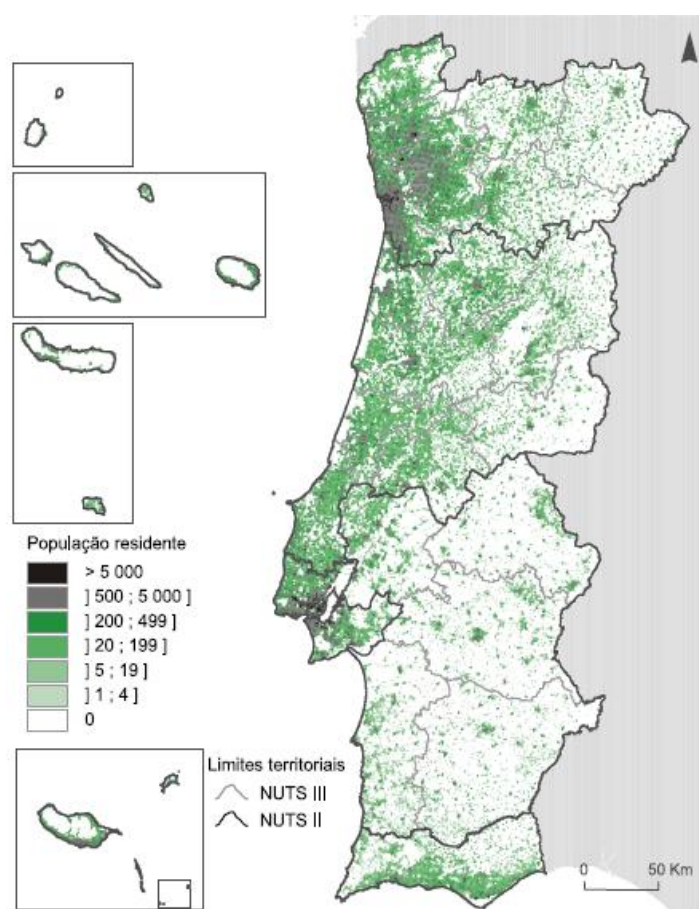 População residente
> 5 000
] 500 ; 5 000 ]
] 200 ; 499 ]
] 20 ; 199 ]
] 5 ; 19 ]
] 1 ; 4 ]
0
Limites territoriais
NUTS III
NUTS II
0 50 Km